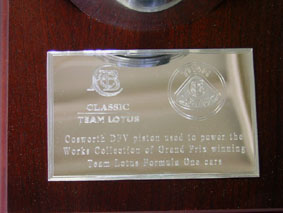 CLASSIC
TEAM LOTUS
Cosworth DFV piston used to power the
Works Collection of Grand Prix winning
Team Lotus Formula One cars